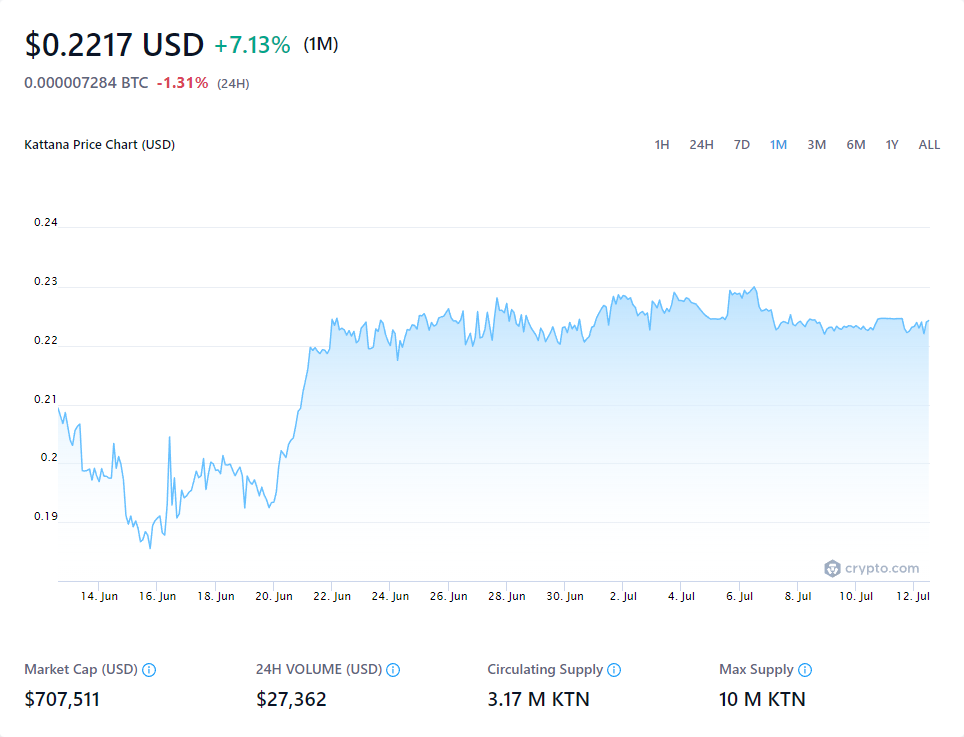 $0.2217 USD +7.13% (1M)
0.000007284 BTC -1.31% (24H)
Kattana Price Chart (USD) 1H 24H 7D 1M 3M 6M 1Y ALL
0.24
0.23
0.22
0.21
0.2
0.19
crypto.com
14. Jun 16. Jun 18. Jun 20. Jun 22. Jun 24. Jun 26. Jun 28. Jun 30. Jun 2. Jul 4. Jul 6. Jul 8. Jul 10. Jul 12. Jul
Market Cap (USD) 24H VOLUME (USD) Circulating Supply Max Supply
$707,511 $27,362 3.17 M KTN 10 M KTN